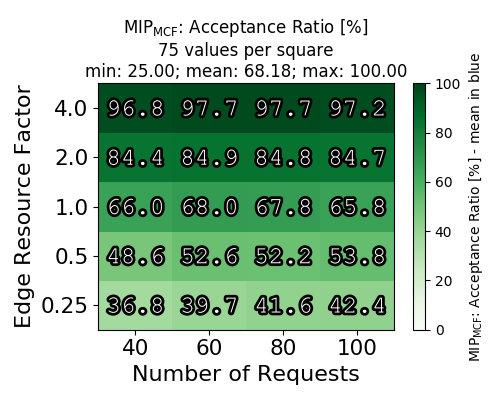 MIP_MCF: Acceptance Ratio [%]
75 values per square
min: 25.00; mean: 68.18; max: 100.00
Edge Resource Factor
4.0 96.8 97.7 97.7 97.2
2.0 84.4 84.9 84.8 84.7
1.0 66.0 68.0 67.8 65.8
0.5 48.6 52.6 52.2 53.8
0.25 36.8 39.7 41.6 42.4
40 60 80 100
Number of Requests
100
80
60
40
20
0
MIP_MCF: Acceptance Ratio [%] - mean in blue